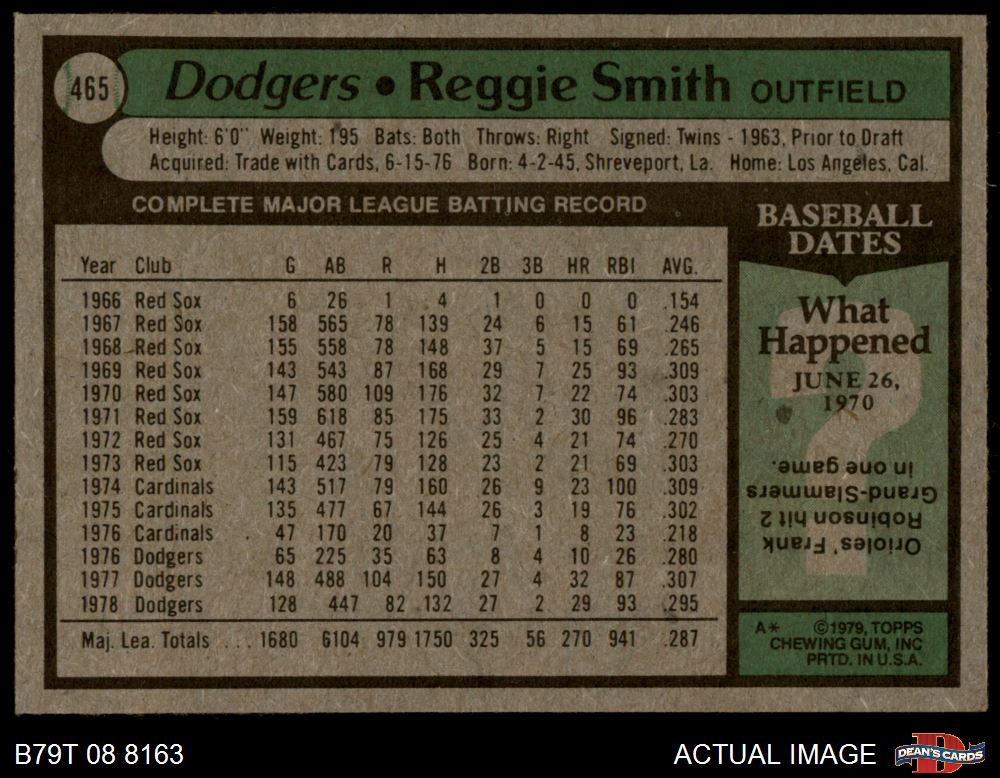 465
Dodgers • Reggie Smith OUTFIELD
Height: 6'0" Weight: 195 Bats: Both Throws: Right Signed: Twins - 1963, Prior to Draft
Acquired: Trade with Cards, 6-15-76 Born: 4-2-45, Shreveport, La. Home: Los Angeles, Cal.
COMPLETE MAJOR LEAGUE BATTING RECORD
Year Club G AB R H 2B 3B HR RBI AVG.
1966 Red Sox 6 26 1 4 1 0 0 0 .154
1967 Red Sox 158 565 78 139 24 6 15 61 .246
1968 Red Sox 155 558 78 148 37 5 15 69 .265
1969 Red Sox 143 543 87 168 29 7 25 93 .309
1970 Red Sox 147 580 109 176 32 7 22 74 .303
1971 Red Sox 159 618 85 175 33 2 30 96 .283
1972 Red Sox 131 467 75 126 25 4 21 74 .270
1973 Red Sox 115 423 79 128 23 2 21 69 .303
1974 Cardinals 143 517 79 160 26 9 23 100 .309
1975 Cardinals 135 477 67 144 26 3 19 76 .302
1976 Cardinals 47 170 20 37 7 1 8 23 .218
1976 Dodgers 65 225 35 63 8 4 10 26 .280
1977 Dodgers 148 488 104 150 27 4 32 87 .307
1978 Dodgers 128 447 82 132 27 2 29 93 .295
Maj. Lea. Totals . . . 1680 6104 979 1750 325 56 270 941 .287
BASEBALL
DATES
What
Happened
JUNE 26,
1970
?
Orioles' Frank
Robinson hit 2
Grand-Slammers
in one game.
A* ©1979, TOPPS
CHEWING GUM, INC
PRTD. IN U.S.A.
B79T 08 8163
ACTUAL IMAGE
DEAN'S CARDS